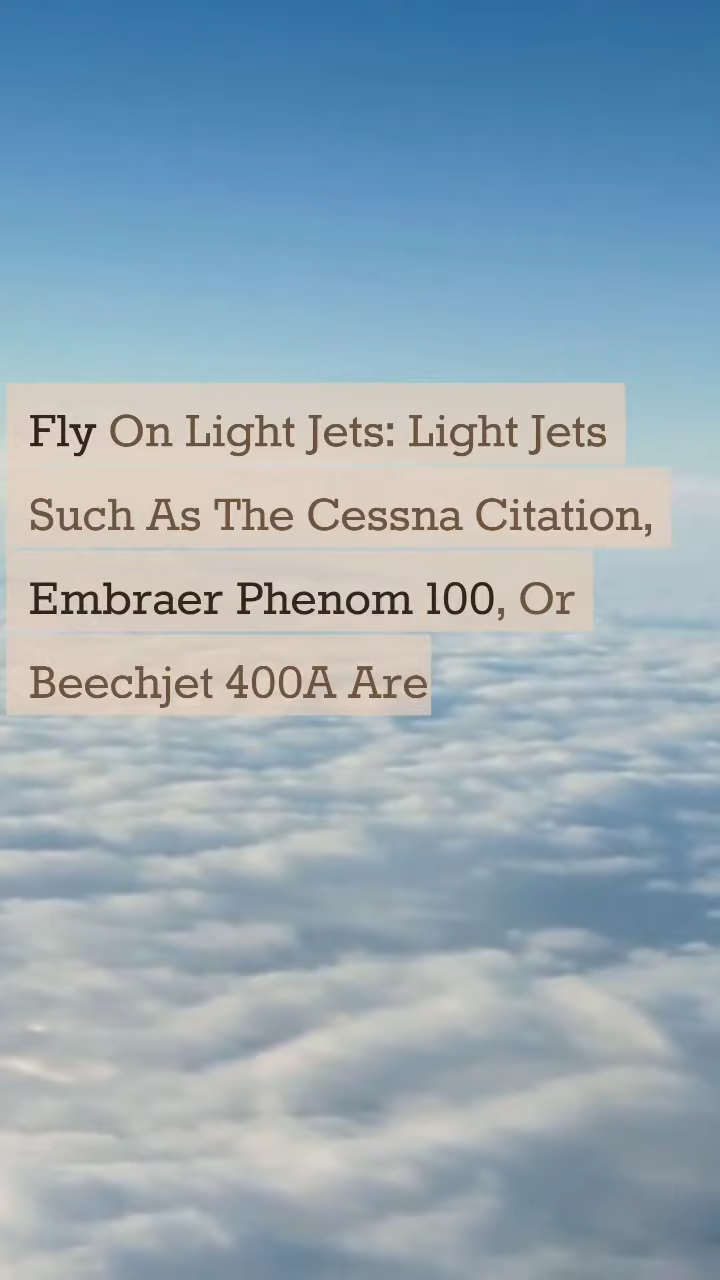 Fly On Light Jets: Light Jets
Such As The Cessna Citation,
Embraer Phenom 100, Or
Beechjet 400A Are